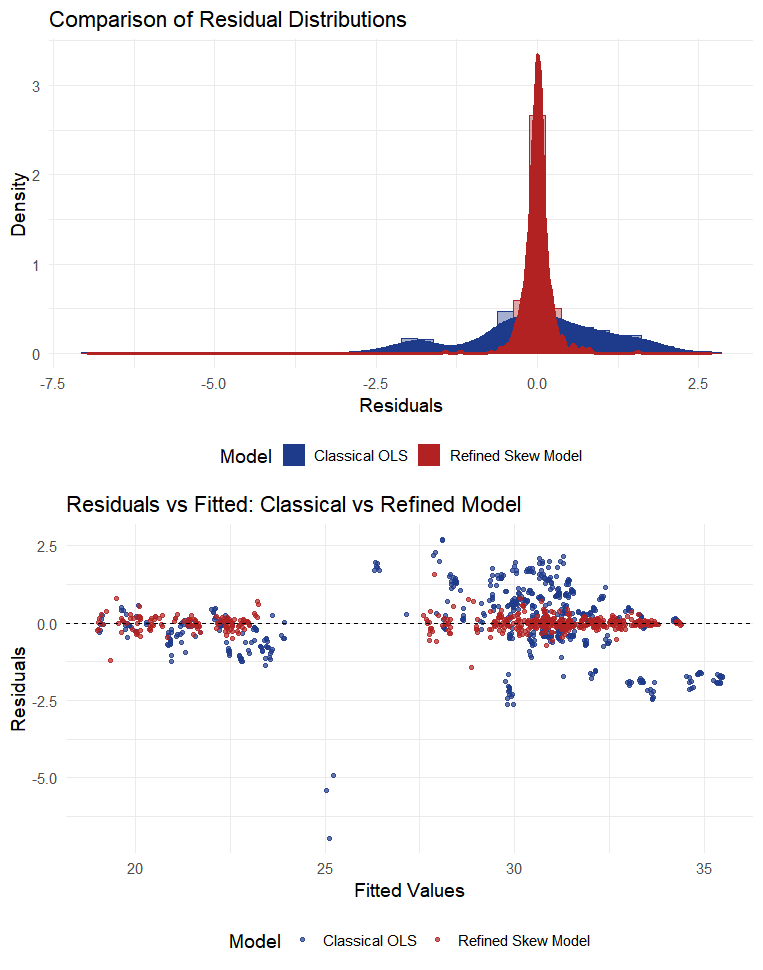 Comparison of Residual Distributions
3
2
1
0
Density
-7.5 -5.0 -2.5 0.0 2.5
Residuals
Model Classical OLS Refined Skew Model
Residuals vs Fitted: Classical vs Refined Model
2.5
0.0
-2.5
-5.0
Residuals
20 25 30 35
Fitted Values
Model Classical OLS Refined Skew Model